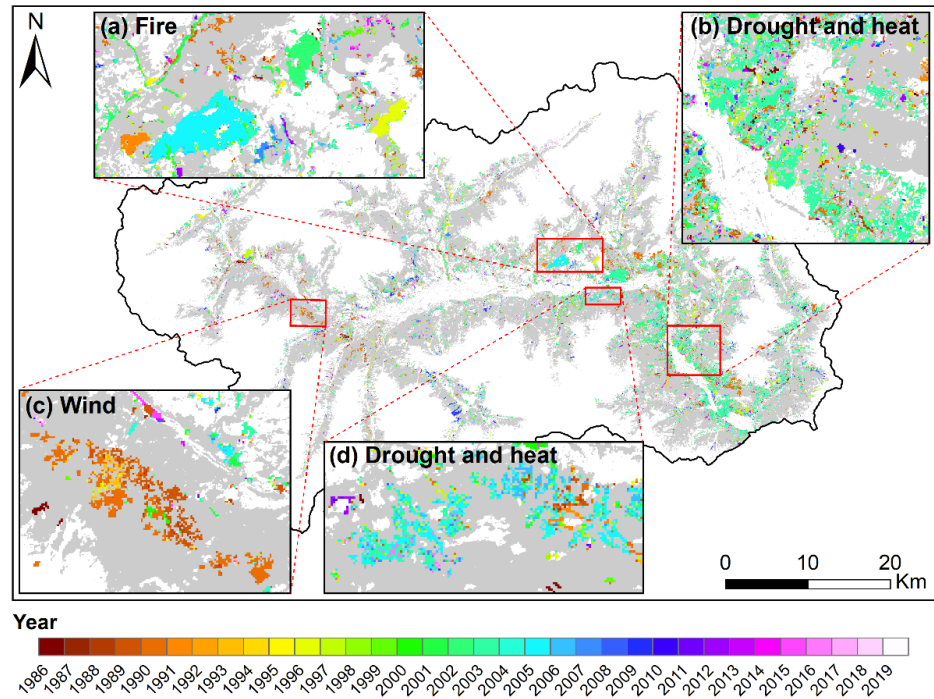 N
(a) Fire
(b) Drought and heat
(c) Wind
(d) Drought and heat
0 10 20
Km
Year
1986 1987 1988 1989 1990 1991 1992 1993 1994 1995 1996 1997 1998 1999 2000 2001 2002 2003 2004 2005 2006 2007 2008 2009 2010 2011 2012 2013 2014 2015 2016 2017 2018 2019